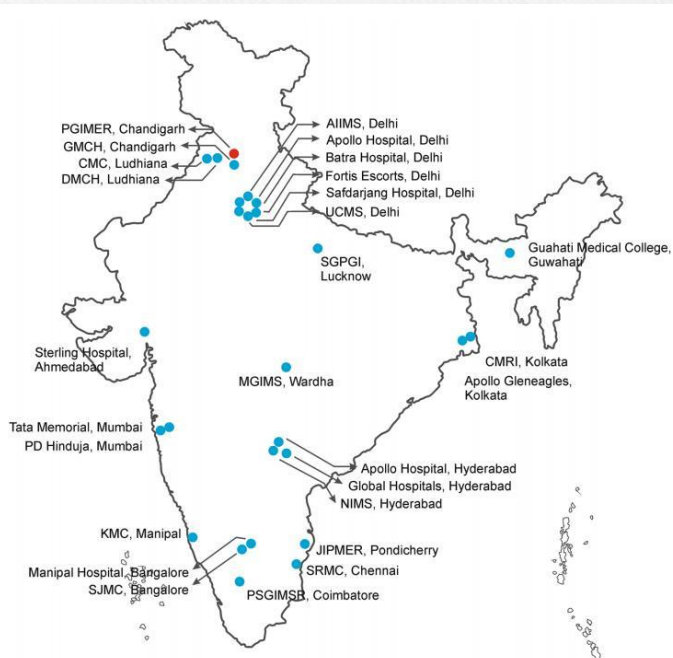 PGIMER, Chandigarh
GMCH, Chandigarh
CMC, Ludhiana
DMCH, Ludhiana
AIIMS, Delhi
Apollo Hospital, Delhi
Batra Hospital, Delhi
Fortis Escorts, Delhi
Safdarjang Hospital, Delhi
UCMS, Delhi
SGPGI,
Lucknow
Guahati Medical College,
Guwahati
Sterling Hospital,
Ahmedabad
CMRI, Kolkata
Apollo Gleneagles,
Kolkata
MGIMS, Wardha
Tata Memorial, Mumbai
PD Hinduja, Mumbai
Apollo Hospital, Hyderabad
Global Hospitals, Hyderabad
NIMS, Hyderabad
KMC, Manipal
Manipal Hospital, Bangalore
SJMC, Bangalore
JIPMER, Pondicherry
SRMC, Chennai
PSGIMSR, Coimbatore